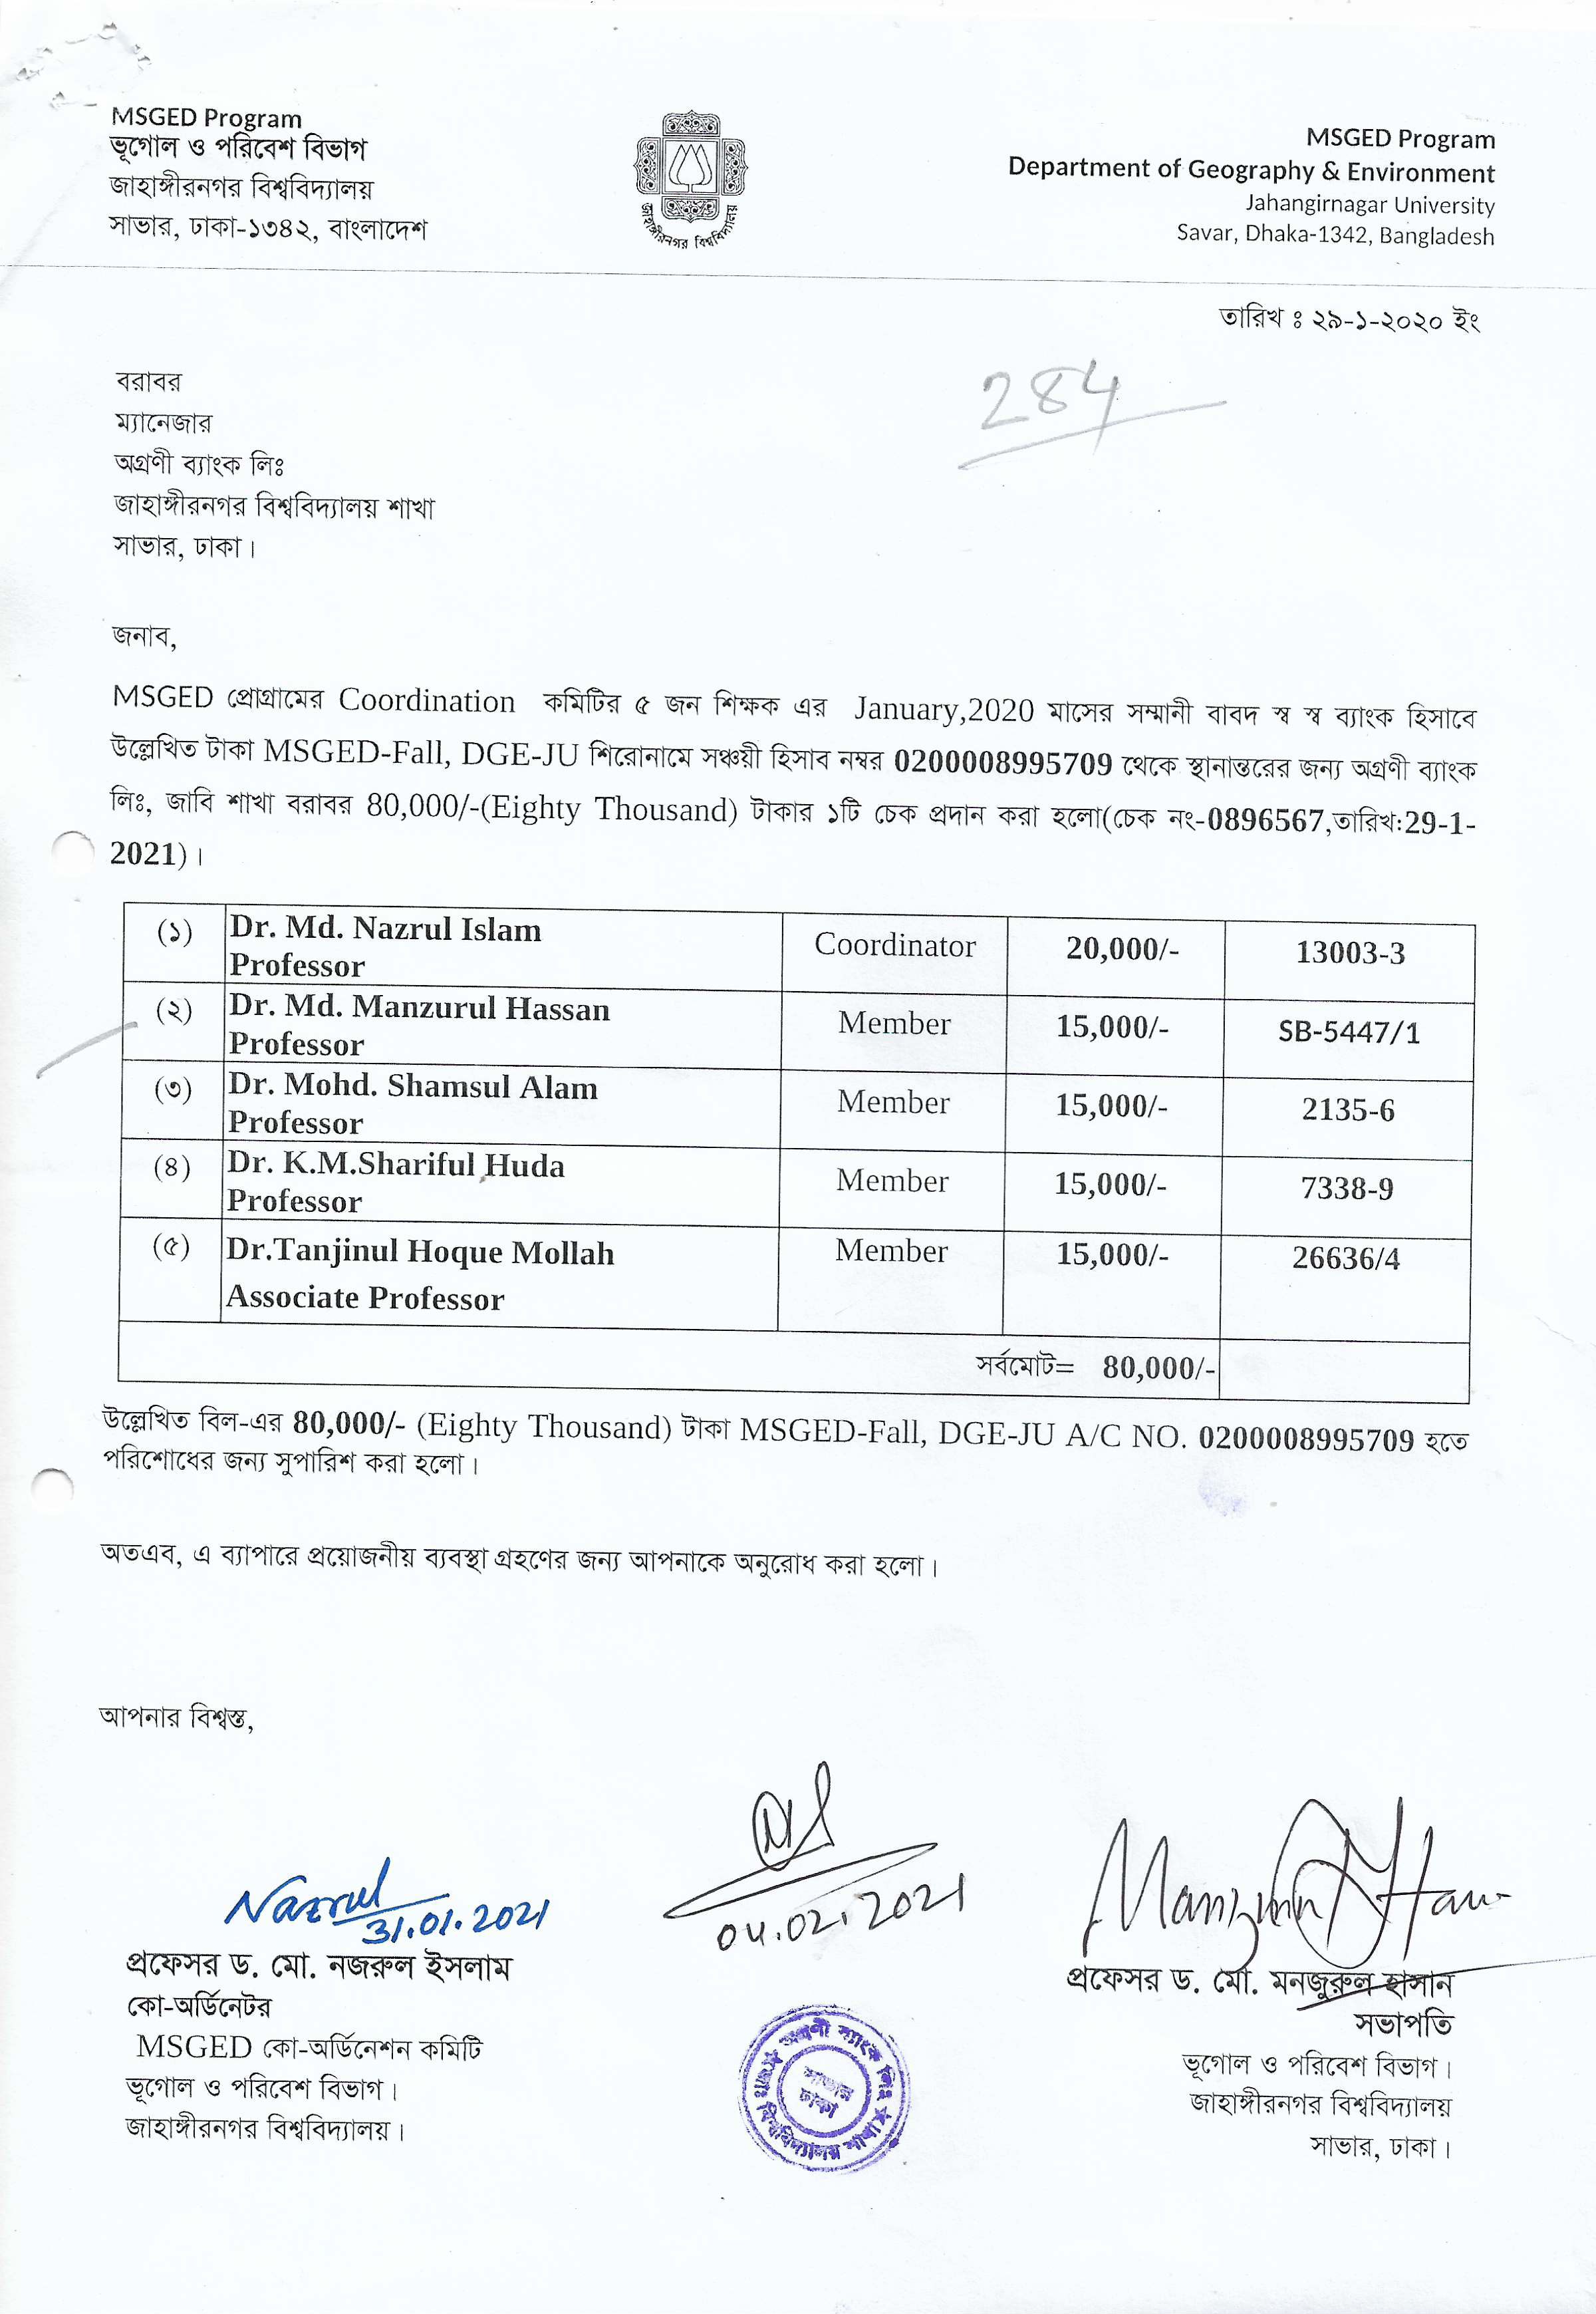 MSGED Program
ভূগোল ও পরিবেশ বিভাগ
জাহাঙ্গীরনগর বিশ্ববিদ্যালয়
সাভার, ঢাকা-১৩৪২, বাংলাদেশ
জাহাঙ্গীরনগর বিশ্ববিদ্যালয়
MSGED Program
Department of Geography & Environment
Jahangirnagar University
Savar, Dhaka-1342, Bangladesh
তারিখ ঃ ২৯-১-২০২০ ইং
284
বরাবর
ম্যানেজার
অগ্রণী ব্যাংক লিঃ
জাহাঙ্গীরনগর বিশ্ববিদ্যালয় শাখা
সাভার, ঢাকা।
জনাব,
MSGED প্রোগ্রামের Coordination কমিটির ৫ জন শিক্ষক এর January,2020 মাসের সম্মানী বাবদ স্ব স্ব ব্যাংক হিসাবে
উল্লেখিত টাকা MSGED-Fall, DGE-JU শিরোনামে সঞ্চয়ী হিসাব নম্বর 0200008995709 থেকে স্থানান্তরের জন্য অগ্রণী ব্যাংক
লিঃ, জাবি শাখা বরাবর 80,000/-(Eighty Thousand) টাকার ১টি চেক প্রদান করা হলো(চেক নং-0896567,তারিখ:29-1-
2021)।
(১) Dr. Md. Nazrul Islam Coordinator 20,000/- 13003-3
Professor
(২) Dr. Md. Manzurul Hassan Member 15,000/- SB-5447/1
Professor
(৩) Dr. Mohd. Shamsul Alam Member 15,000/- 2135-6
Professor
(৪) Dr. K.M.Shariful Huda Member 15,000/- 7338-9
Professor
(৫) Dr.Tanjinul Hoque Mollah Member 15,000/- 26636/4
Associate Professor
সর্বমোট= 80,000/-
উল্লেখিত বিল-এর 80,000/- (Eighty Thousand) টাকা MSGED-Fall, DGE-JU A/C NO. 0200008995709 হতে
পরিশোধের জন্য সুপারিশ করা হলো।
অতএব, এ ব্যাপারে প্রয়োজনীয় ব্যবস্থা গ্রহণের জন্য আপনাকে অনুরোধ করা হলো।
আপনার বিশ্বস্ত,
Nazrul
31.01.2021
04.02.2021
প্রফেসর ড. মো. নজরুল ইসলাম
কো-অর্ডিনেটর
MSGED কো-অর্ডিনেশন কমিটি
ভূগোল ও পরিবেশ বিভাগ।
জাহাঙ্গীরনগর বিশ্ববিদ্যালয়।
অগ্রণী ব্যাংক লিঃ
জাঃ বিশ্ববিদ্যালয় শাখা
সাভার
ঢাকা
প্রফেসর ড. মো. মনজুরুল হাসান
সভাপতি
ভূগোল ও পরিবেশ বিভাগ।
জাহাঙ্গীরনগর বিশ্ববিদ্যালয়
সাভার, ঢাকা।